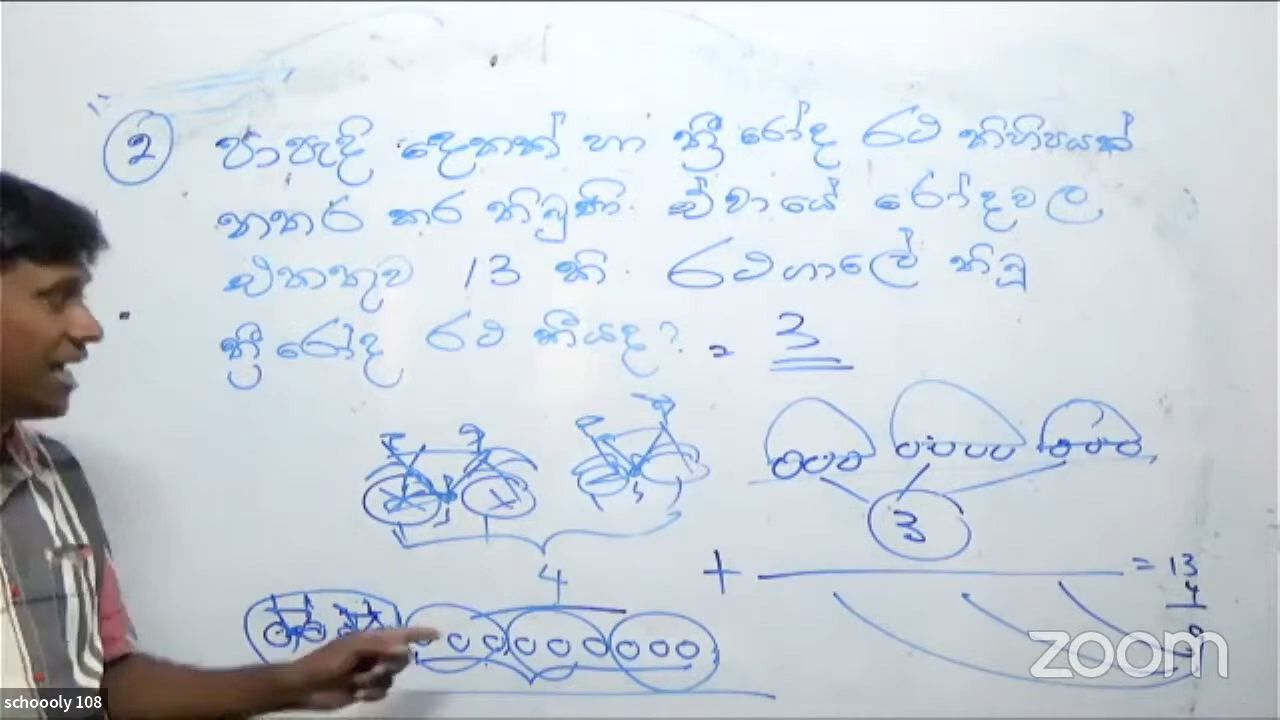 2 පාපැදි දෙකක් හා ත්‍රී රෝද රථ කිහිපයක්
නතර කර තිබුණි. ඒවායේ රෝදවල
එකතුව 13 කි. රථගාලේ තිබූ
ත්‍රී රෝද රථ කීයද? = 3
3
4 + = 13
4
zoom
schoooly 108